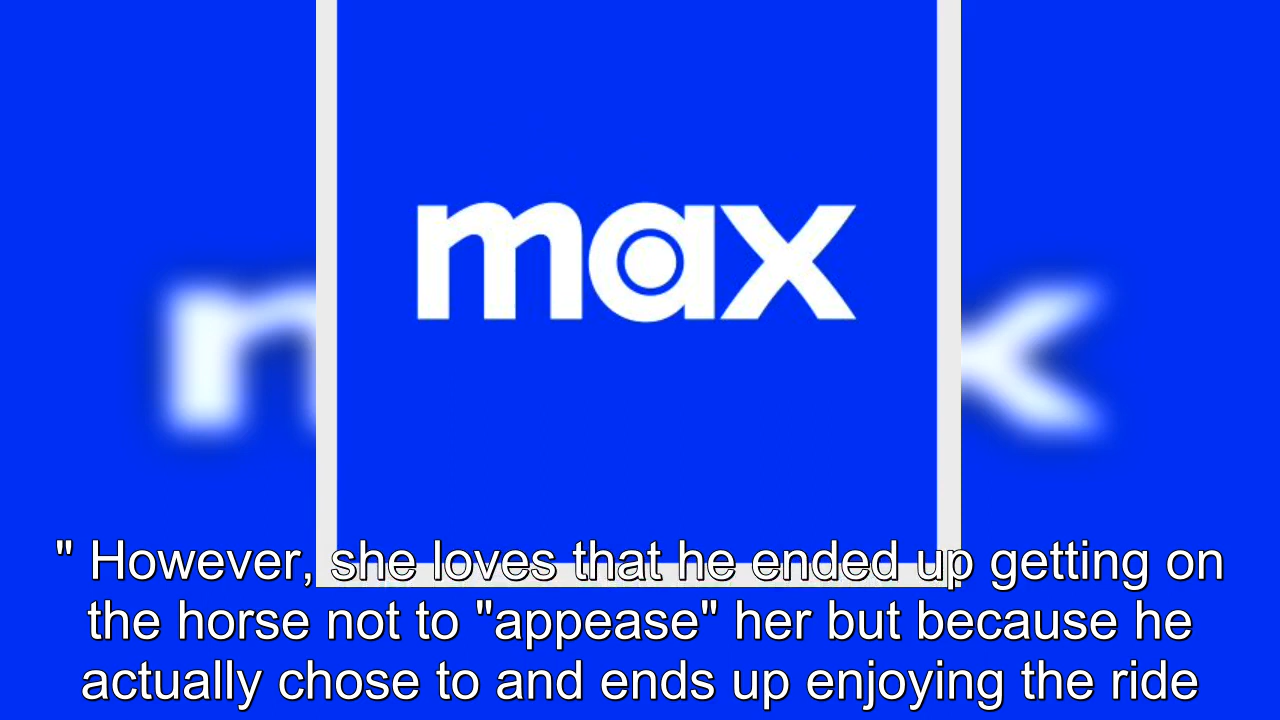 max
" However, she loves that he ended up getting on
the horse not to "appease" her but because he
actually chose to and ends up enjoying the ride